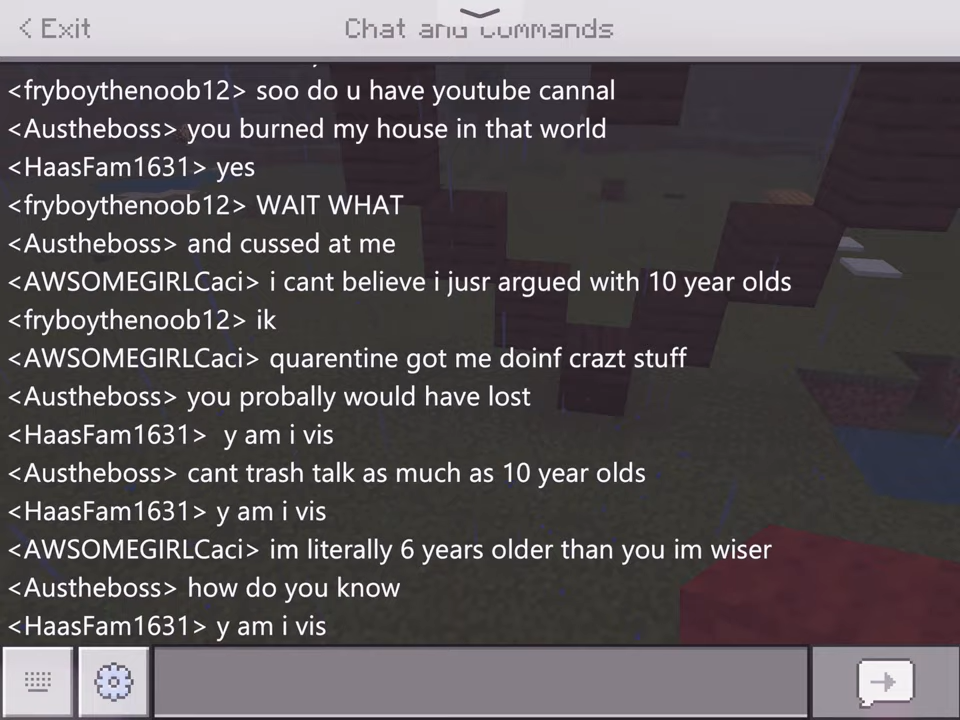 < Exit
Chat and Commands
<fryboythenoob12> soo do u have youtube cannal
<Austheboss> you burned my house in that world
<HaasFam1631> yes
<fryboythenoob12> WAIT WHAT
<Austheboss> and cussed at me
<AWSOMEGIRLCaci> i cant believe i jusr argued with 10 year olds
<fryboythenoob12> ik
<AWSOMEGIRLCaci> quarentine got me doinf crazt stuff
<Austheboss> you probally would have lost
<HaasFam1631>  y am i vis
<Austheboss> cant trash talk as much as 10 year olds
<HaasFam1631> y am i vis
<AWSOMEGIRLCaci> im literally 6 years older than you im wiser
<Austheboss> how do you know
<HaasFam1631> y am i vis